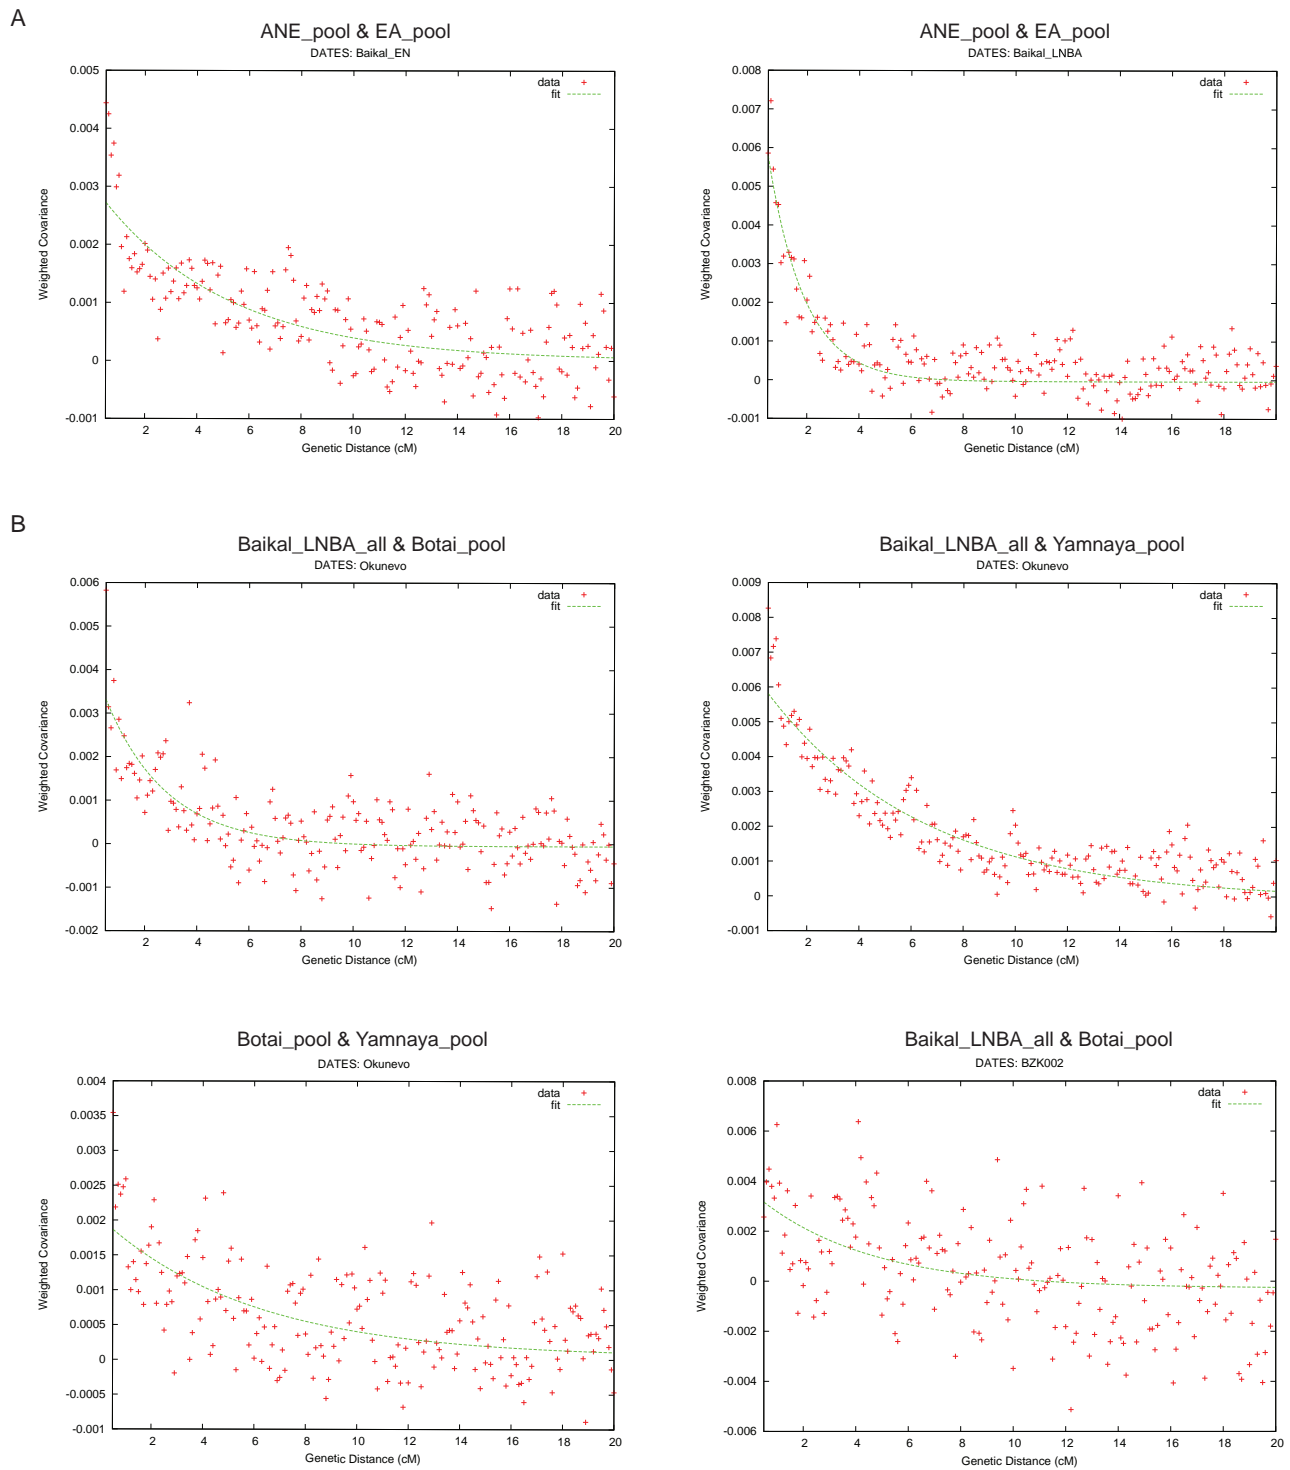 A
ANE_pool & EA_pool
DATES: Baikal_EN
data
fit
0.005
0.004
0.003
0.002
0.001
0
-0.001
Weighted Covariance
2 4 6 8 10 12 14 16 18 20
Genetic Distance (cM)
ANE_pool & EA_pool
DATES: Baikal_LNBA
data
fit
0.008
0.007
0.006
0.005
0.004
0.003
0.002
0.001
0
-0.001
Weighted Covariance
2 4 6 8 10 12 14 16 18
Genetic Distance (cM)
B
Baikal_LNBA_all & Botai_pool
DATES: Okunevo
data
fit
0.006
0.005
0.004
0.003
0.002
0.001
0
-0.001
-0.002
Weighted Covariance
2 4 6 8 10 12 14 16 18 20
Genetic Distance (cM)
Baikal_LNBA_all & Yamnaya_pool
DATES: Okunevo
data
fit
0.009
0.008
0.007
0.006
0.005
0.004
0.003
0.002
0.001
0
-0.001
Weighted Covariance
2 4 6 8 10 12 14 16 18 20
Genetic Distance (cM)
Botai_pool & Yamnaya_pool
DATES: Okunevo
data
fit
0.004
0.0035
0.003
0.0025
0.002
0.0015
0.001
0.0005
0
-0.0005
-0.001
Weighted Covariance
2 4 6 8 10 12 14 16 18 20
Genetic Distance (cM)
Baikal_LNBA_all & Botai_pool
DATES: BZK002
data
fit
0.008
0.006
0.004
0.002
0
-0.002
-0.004
-0.006
Weighted Covariance
2 4 6 8 10 12 14 16 18 20
Genetic Distance (cM)